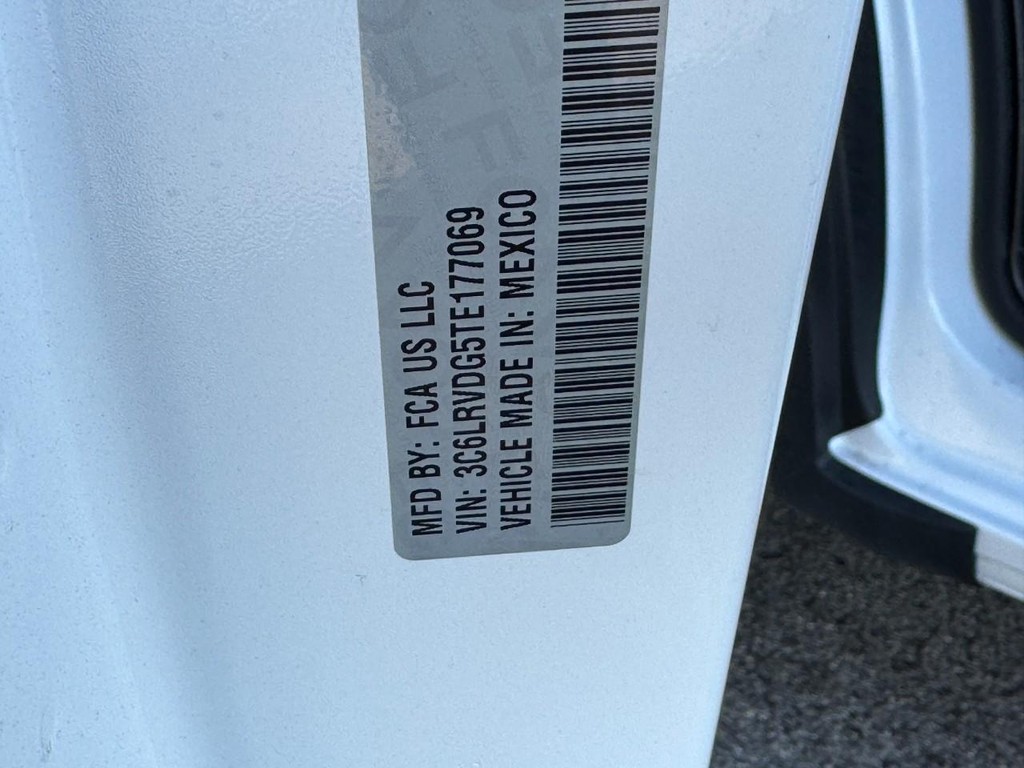 MFD BY: FCA US LLC
VIN: 3C6LRVDG5TE177069
VEHICLE MADE IN: MEXICO